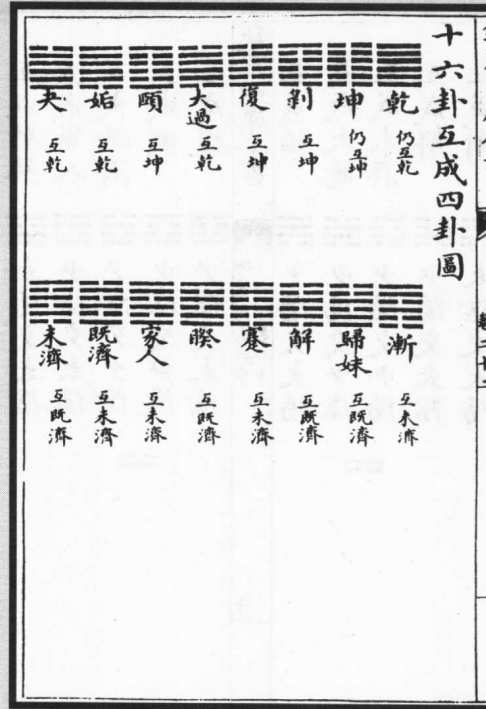 十六卦互成四卦圖
乾 仍互乾
坤 仍互坤
剝 互坤
復 互坤
大過 互乾
頤 互坤
姤 互乾
夬 互乾
漸 互未濟
歸妹 互既濟
解 互既濟
蹇 互未濟
睽 互既濟
家人 互未濟
既濟 互未濟
未濟 互既濟